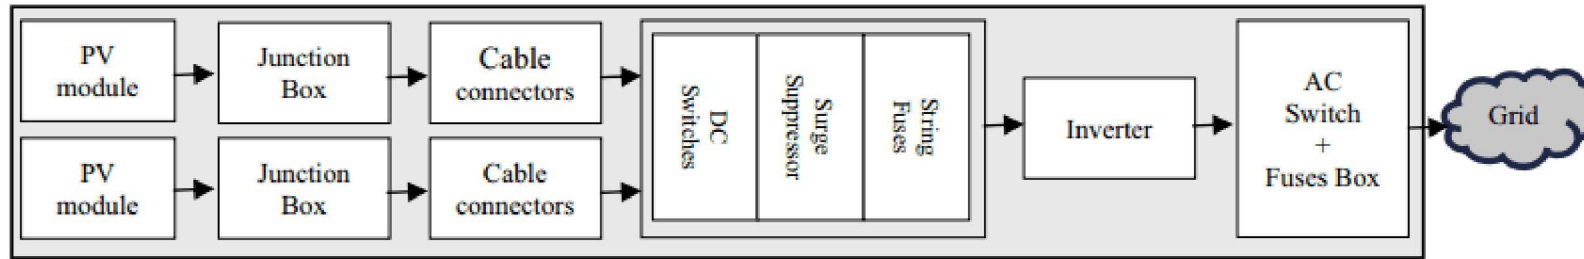 PV
module
Junction
Box
Cable
connectors
PV
module
Junction
Box
Cable
connectors
DC
Switches
Surge
Suppressor
String
Fuses
Inverter
AC
Switch
+
Fuses Box
Grid